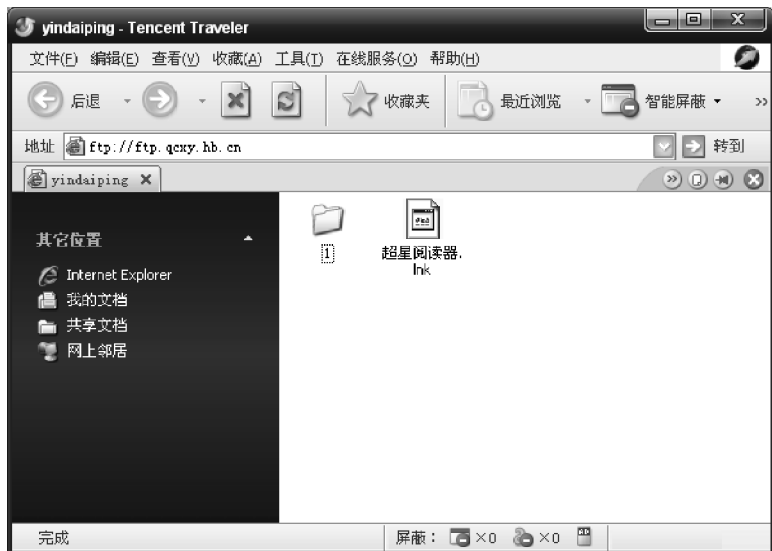 yindaiping - Tencent Traveler
文件(F) 编辑(E) 查看(V) 收藏(A) 工具(T) 在线服务(O) 帮助(H)
后退 收藏夹 最近浏览 智能屏蔽 »
地址 ftp://ftp.qcxy.hb.cn 转到
yindaiping
其它位置
Internet Explorer
我的文档
共享文档
网上邻居
1
超星阅读器.
lnk
完成 屏蔽: ×0 ×0